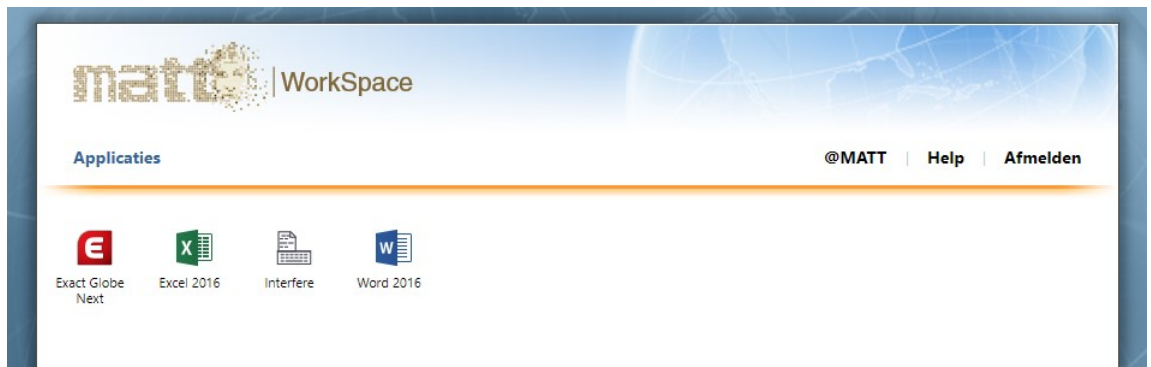 matt | WorkSpace
Applicaties
@MATT | Help | Afmelden
Exact Globe
Next
Excel 2016
Interfere
Word 2016